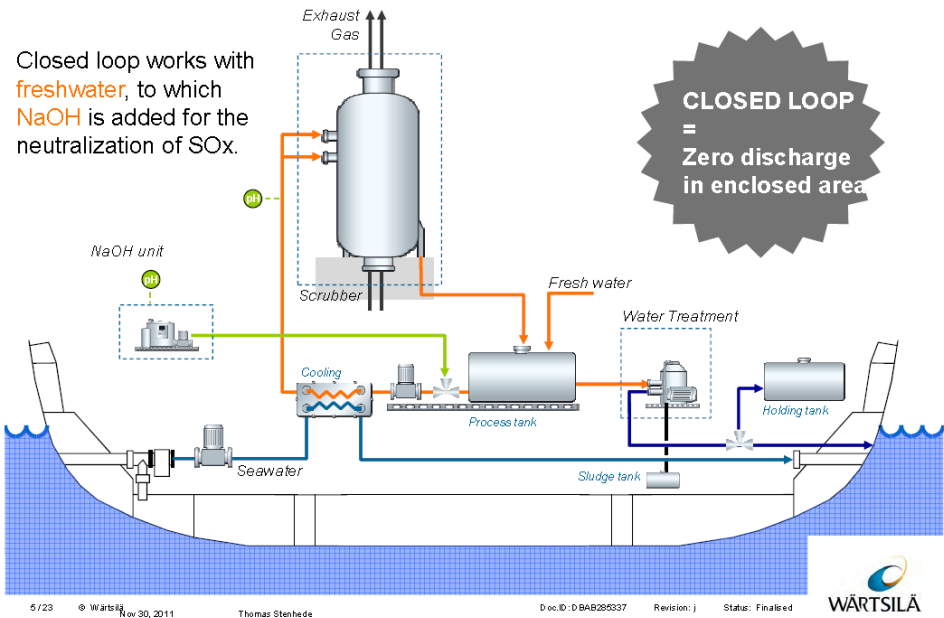 Exhaust
Gas
Closed loop works with
freshwater, to which
NaOH is added for the
neutralization of SOx.
CLOSED LOOP
=
Zero discharge
in enclosed area
pH
NaOH unit
pH
Scrubber
Fresh water
Water Treatment
Cooling
Process tank
Holding tank
Seawater
Sludge tank
5 / 23 © Wärtsilä Nov 30, 2011 Thomas Stenhede Doc.ID: DBAB285337 Revision: j Status: Finalised
WÄRTSILÄ